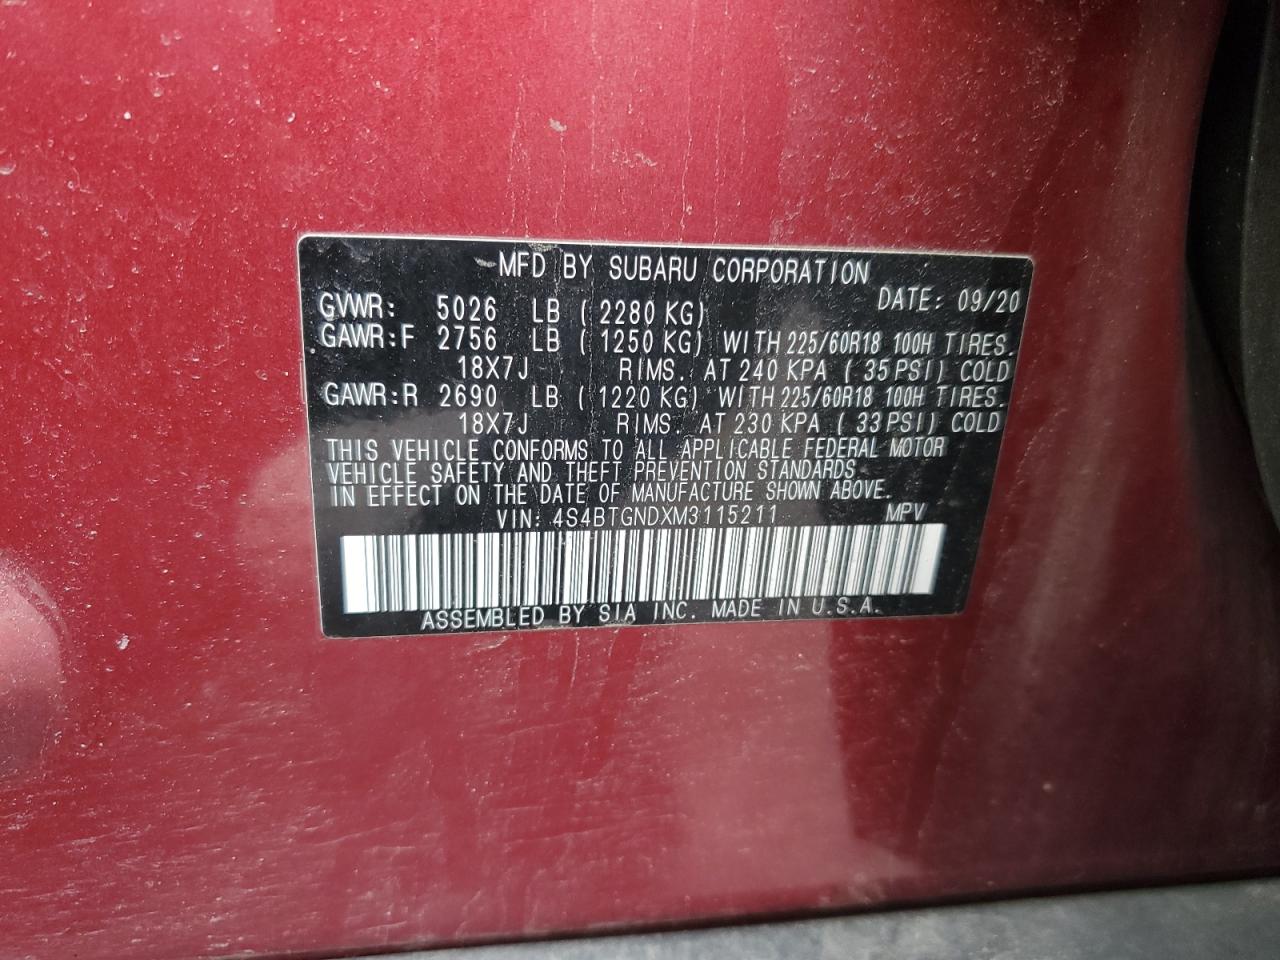 MFD BY SUBARU CORPORATION
DATE: 09/20
GVWR: 5026 LB ( 2280 KG)
GAWR:F 2756 LB ( 1250 KG) WITH 225/60R18 100H TIRES.
18X7J RIMS. AT 240 KPA ( 35 PSI) COLD
GAWR:R 2690 LB ( 1220 KG) WITH 225/60R18 100H TIRES.
18X7J RIMS. AT 230 KPA ( 33 PSI) COLD
THIS VEHICLE CONFORMS TO ALL APPLICABLE FEDERAL MOTOR
VEHICLE SAFETY AND THEFT PREVENTION STANDARDS
IN EFFECT ON THE DATE OF MANUFACTURE SHOWN ABOVE.
VIN: 4S4BTGNDXM3115211 MPV
ASSEMBLED BY SIA INC. MADE IN U.S.A.